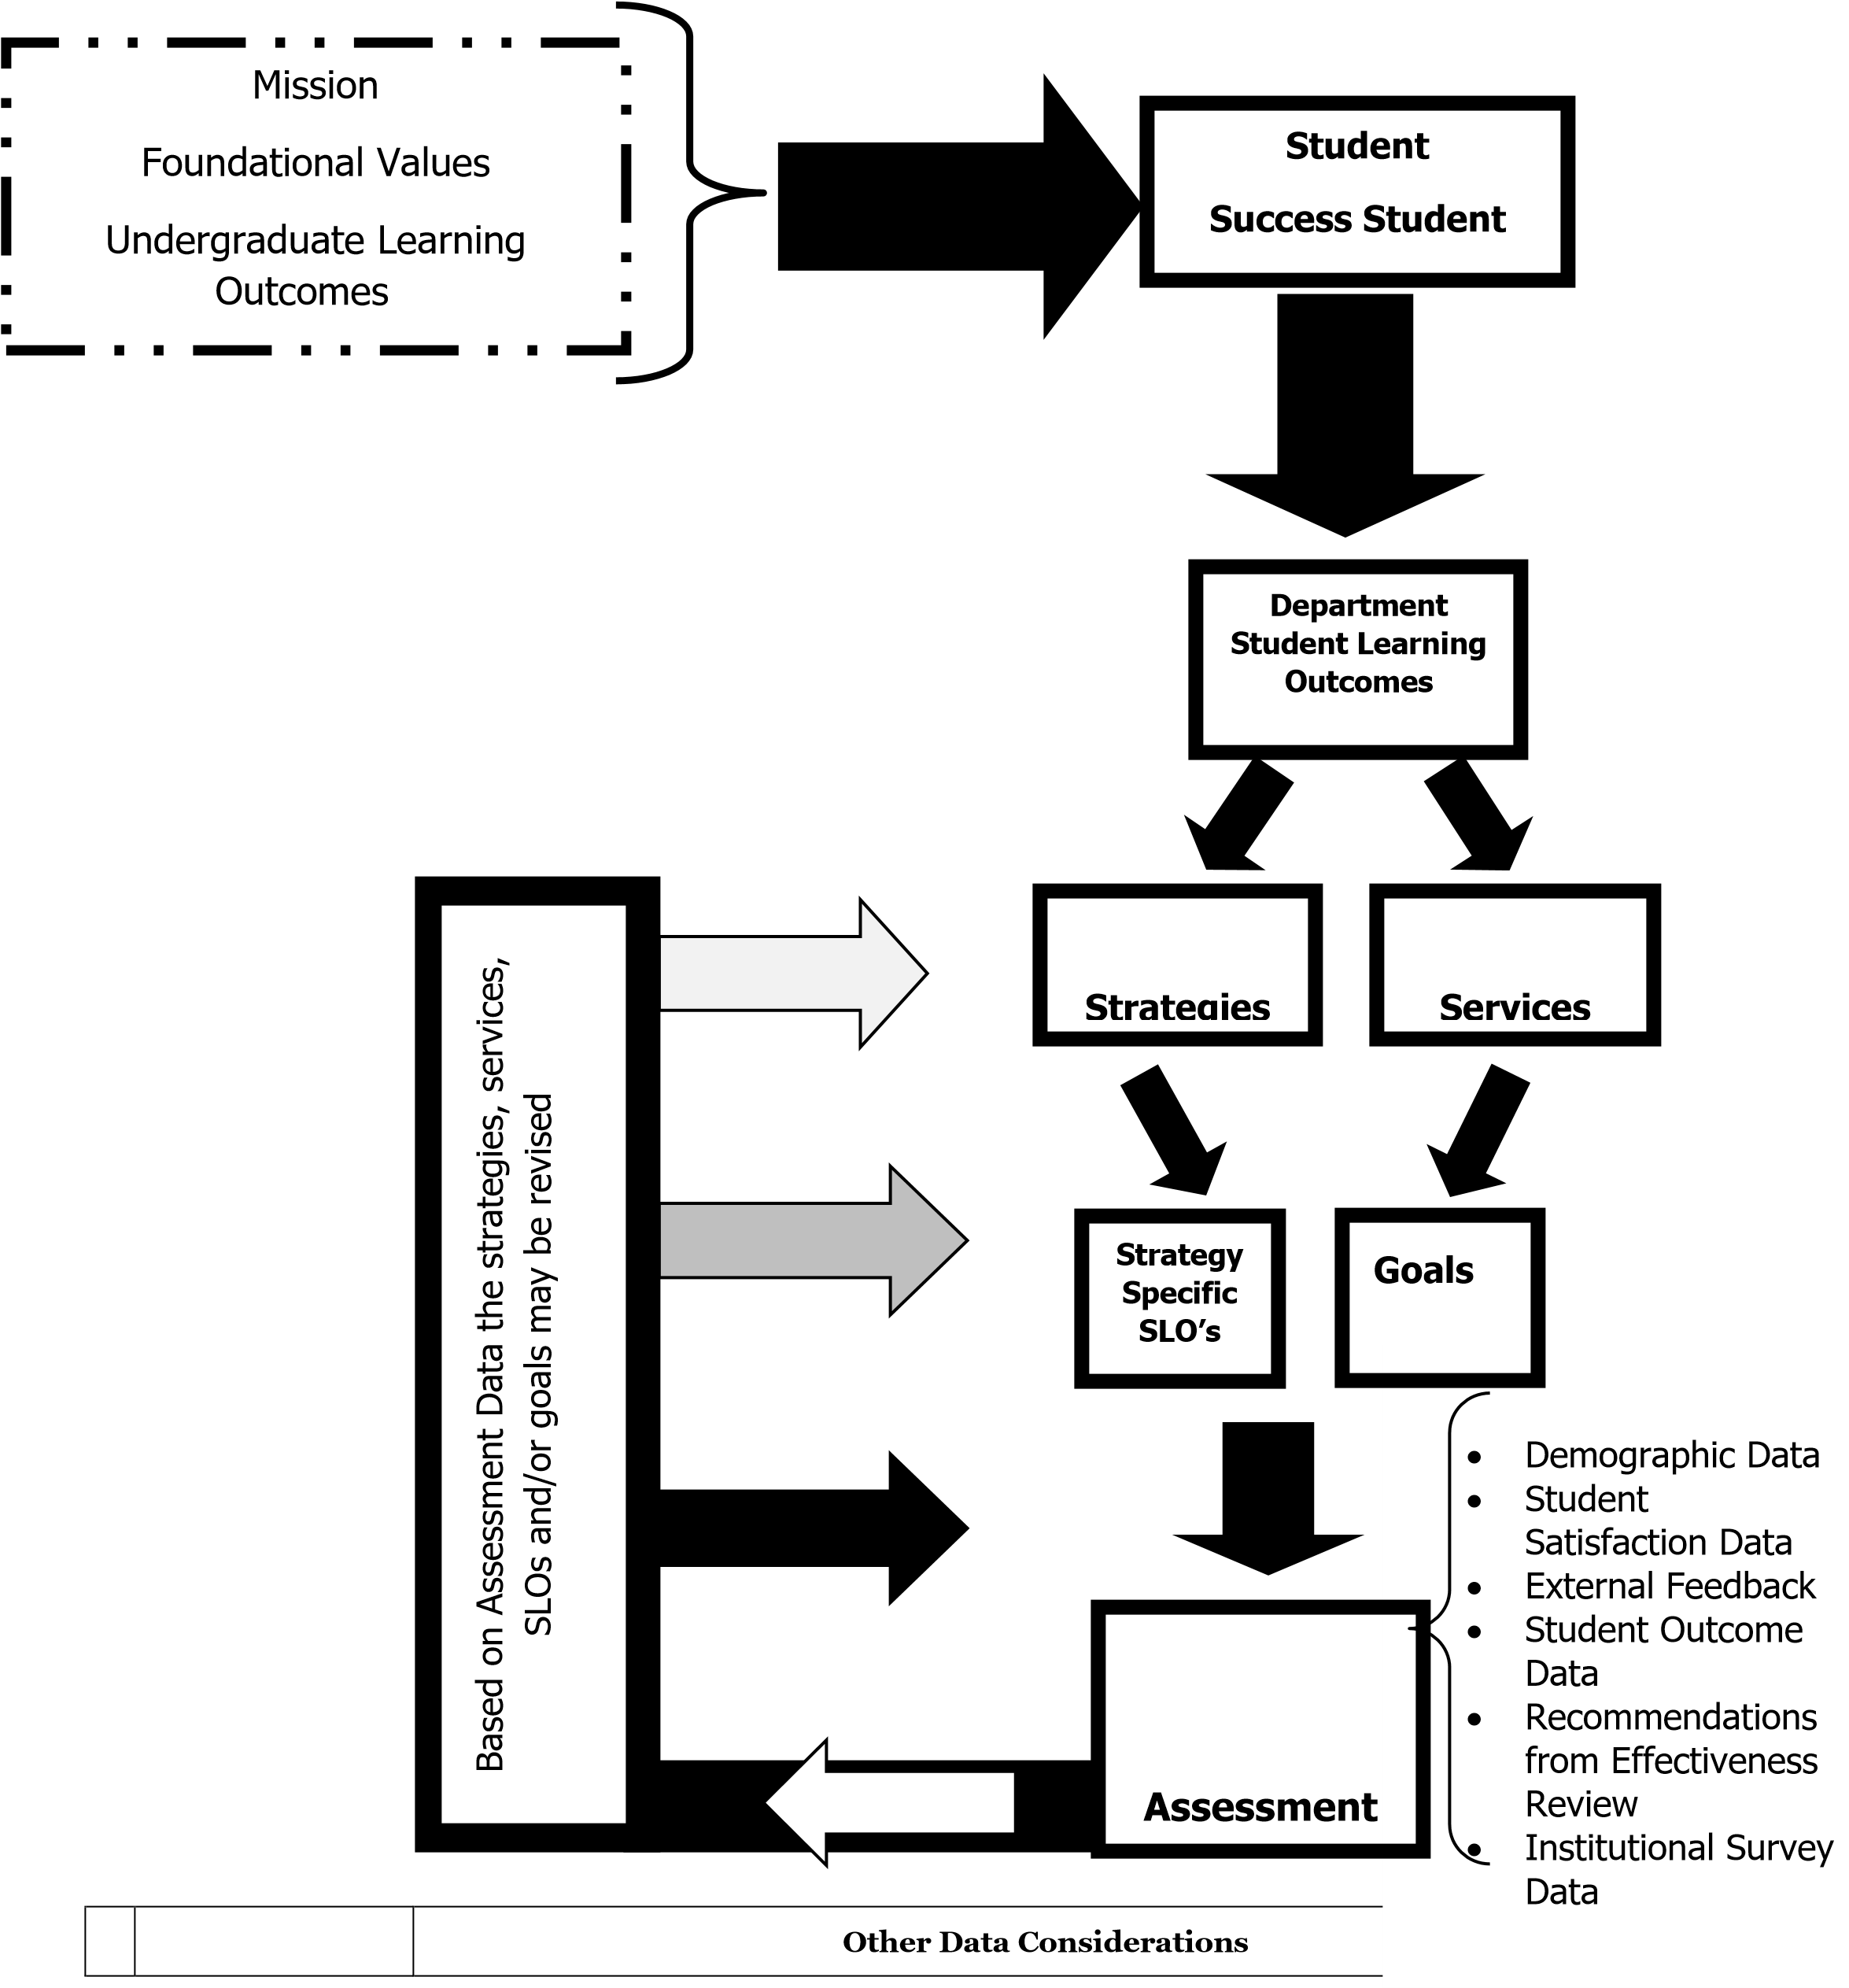 Mission
Foundational Values
Undergraduate Learning
Outcomes
Student
Success Student
Department
Student Learning
Outcomes
Strategies
Services
Based on Assessment Data the strategies, services,
SLOs and/or goals may be revised
Strategy
Specific
SLO’s
Goals
Assessment
• Demographic Data
• Student
Satisfaction Data
• External Feedback
• Student Outcome
Data
• Recommendations
from Effectiveness
Review
• Institutional Survey
Data
Other Data Considerations